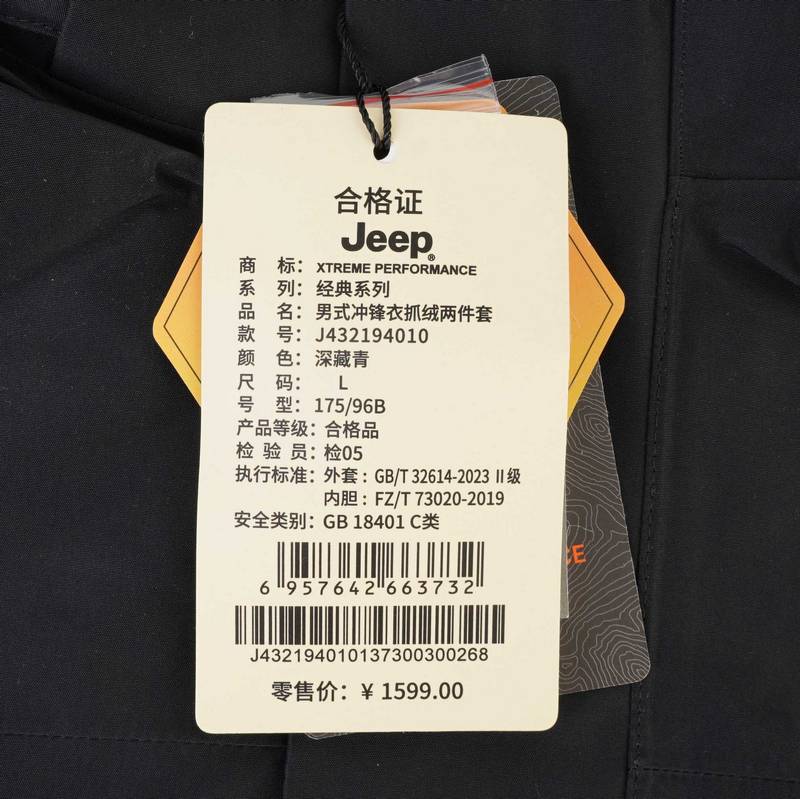 合格证
Jeep®
商 标：XTREME PERFORMANCE
系 列：经典系列
品 名：男式冲锋衣抓绒两件套
款 号：J432194010
颜 色：深藏青
尺 码： L
号 型：175/96B
产品等级：合格品
检 验 员：检05
执行标准：外套：GB/T 32614-2023 Ⅱ级
内胆：FZ/T 73020-2019
安全类别：GB 18401 C类
6 957642 663732
J432194010137300300268
零售价：¥ 1599.00